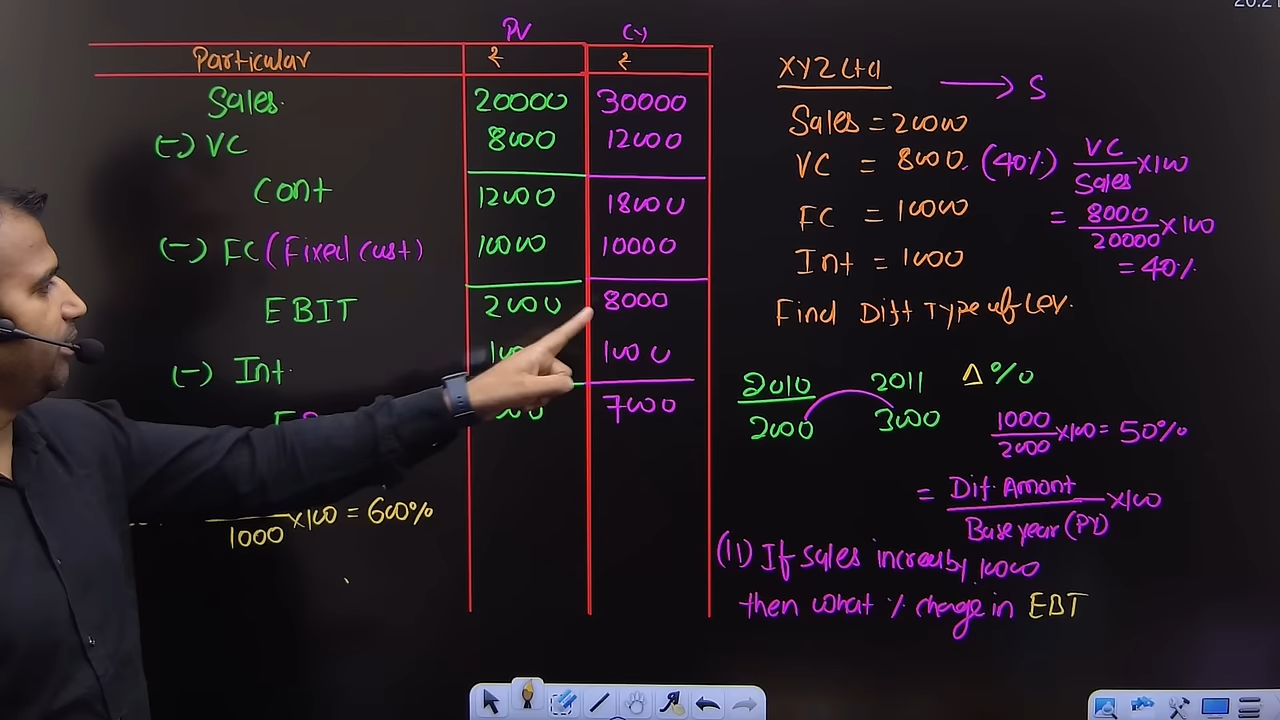 PY CY
Particular ₹ ₹
Sales. 20000 30000
(-) VC 8000 12000
Cont 12000 18000
(-) FC (Fixed Cost) 10000 10000
EBIT 2000 8000
(-) Int. 1000
7000
1000 ×100 = 600%
XYZ Ltd → S
Sales = 20000
VC = 8000. (40%) VC/Sales ×100
FC = 10000 = 8000/20000 ×100
Int = 1000 = 40%
Find Diff Type of Lev.
2010 2011 Δ %
2000 3000 1000/2000 ×100 = 50%
= Dif. Amont/Base year (PY) ×100
(11) If sales increas by 10000
then what % change in EBT